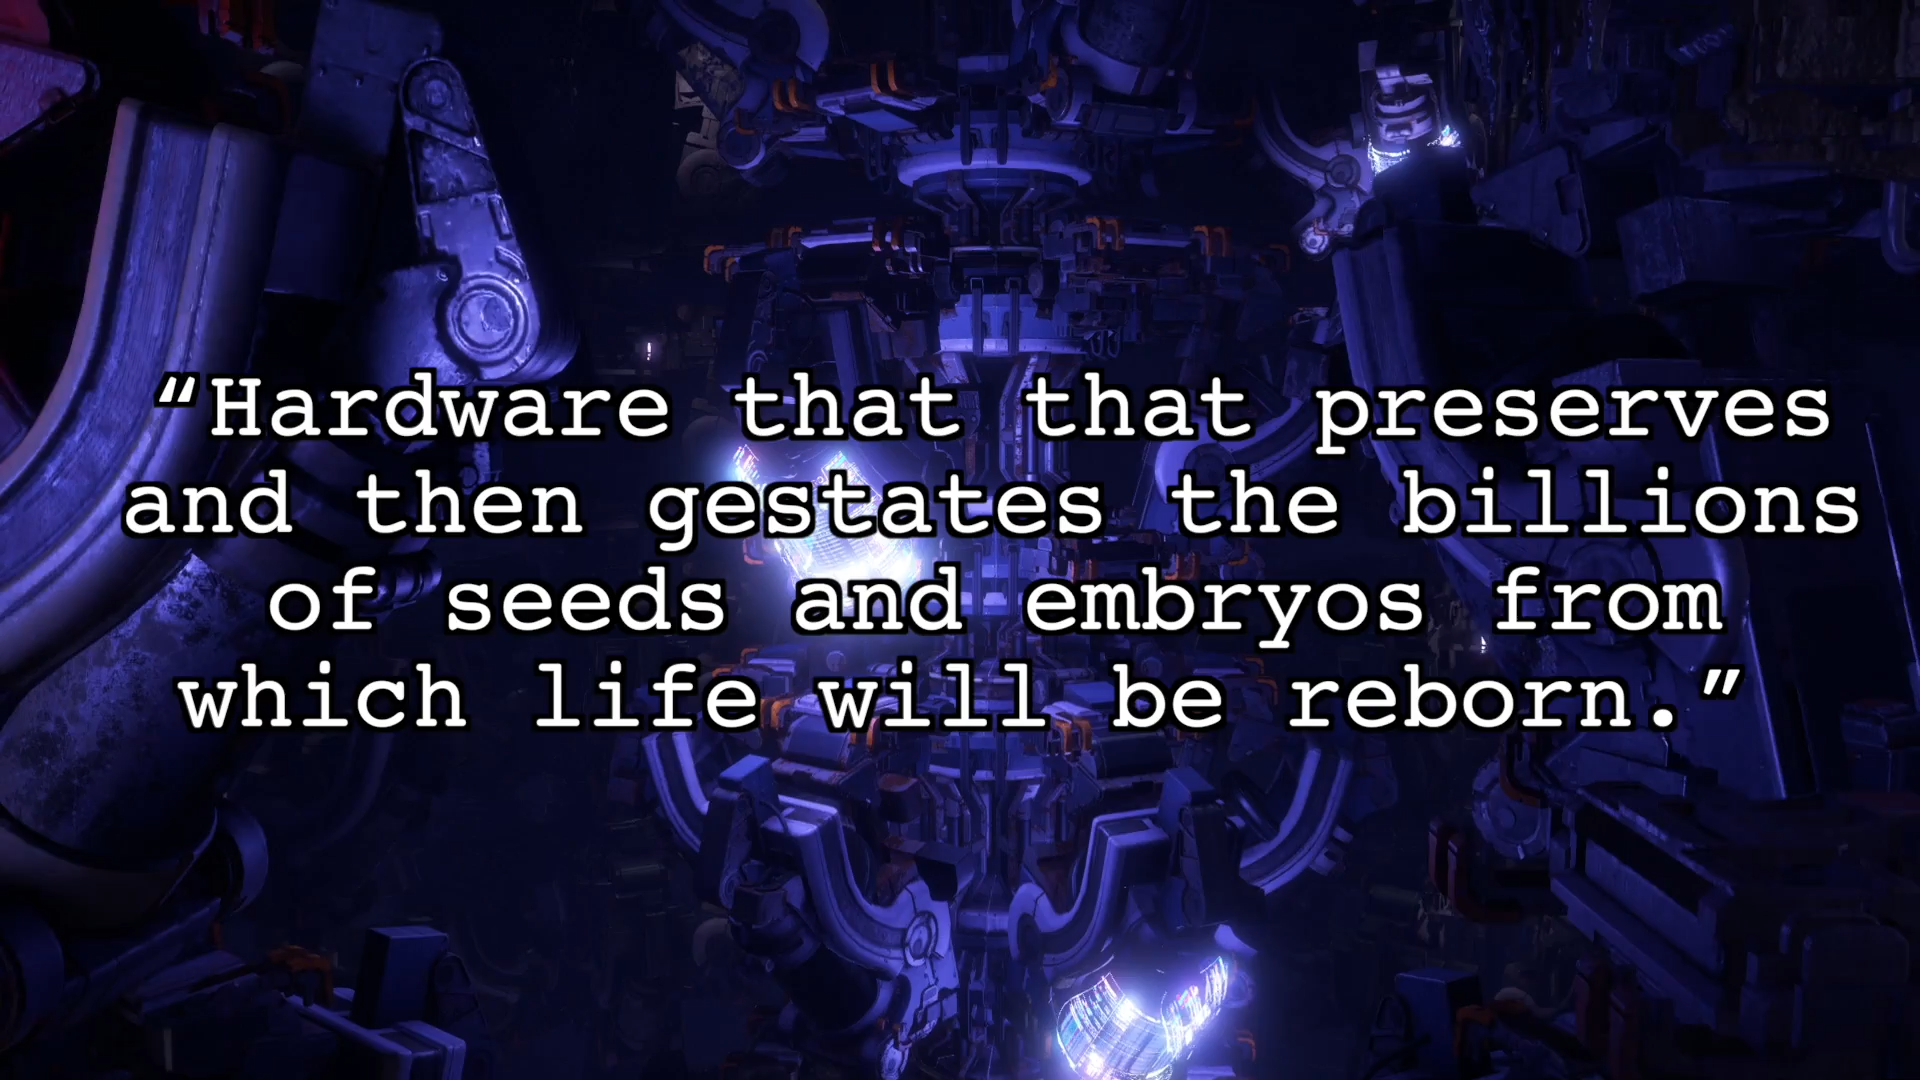 “Hardware that that preserves
and then gestates the billions
of seeds and embryos from
which life will be reborn.”